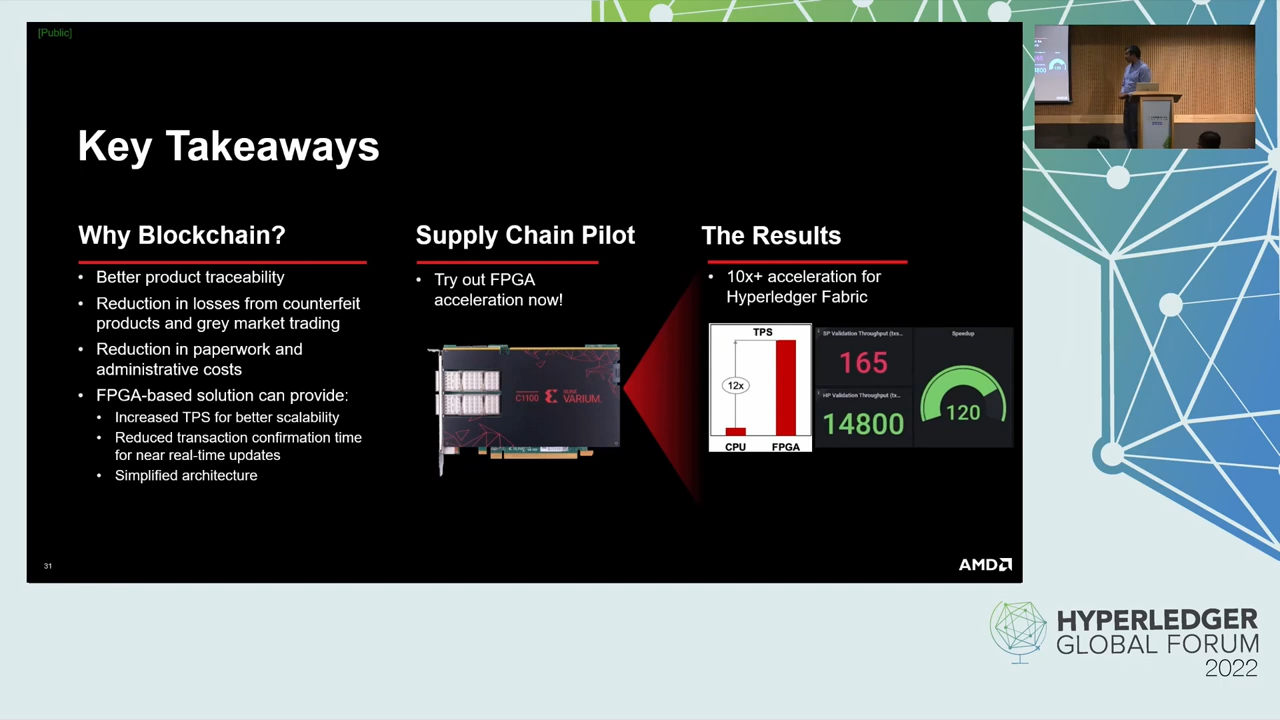 [Public]
Key Takeaways
Why Blockchain?
• Better product traceability
• Reduction in losses from counterfeit
products and grey market trading
• Reduction in paperwork and
administrative costs
• FPGA-based solution can provide:
• Increased TPS for better scalability
• Reduced transaction confirmation time
for near real-time updates
• Simplified architecture
Supply Chain Pilot
• Try out FPGA
acceleration now!
C1100
XILINX
VARIUM
The Results
• 10x+ acceleration for
Hyperledger Fabric
TPS
12x
CPU FPGA
SP Validation Throughput (txs...
165
HP Validation Throughput (tx...
14800
Speedup
120
31
AMD
HYPERLEDGER
GLOBAL FORUM
2022